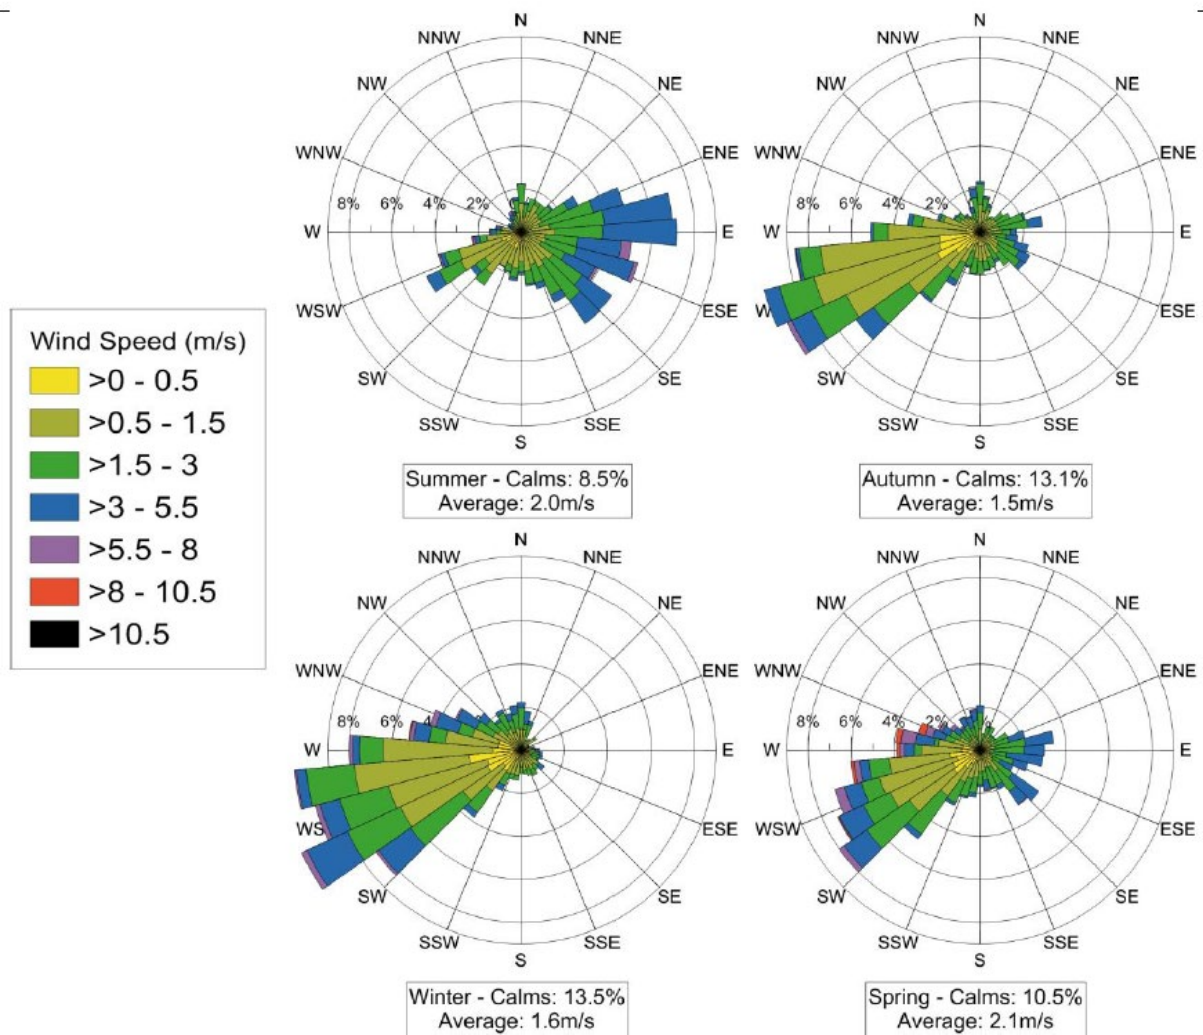 N
NNW NNE
NW NE
WNW ENE
8% 6% 4% 2%
W E
WSW ESE
SW SE
SSW SSE
S
Summer - Calms: 8.5%
Average: 2.0m/s
N
NNW NNE
NW NE
WNW ENE
8% 6% 4% 2%
W E
ESE
SW SE
SSW SSE
S
Autumn - Calms: 13.1%
Average: 1.5m/s
Wind Speed (m/s)
>0 - 0.5
>0.5 - 1.5
>1.5 - 3
>3 - 5.5
>5.5 - 8
>8 - 10.5
>10.5
N
NNW NNE
NW NE
WNW ENE
8% 6% 4
W E
WS ESE
SW SE
SSW SSE
S
Winter - Calms: 13.5%
Average: 1.6m/s
N
NNW NNE
NW NE
WNW ENE
8% 6% 4% 2%
W E
WSW ESE
SW SE
SSW SSE
S
Spring - Calms: 10.5%
Average: 2.1m/s